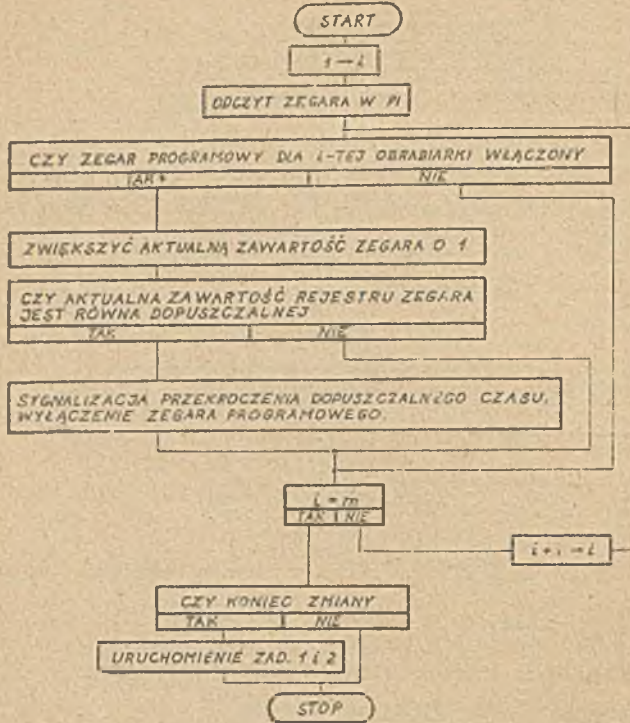 START
1→i
ODCZYT ZEGARA W PI
CZY ZEGAR PROGRAMOWY DLA i-TEJ OBRABIARKI WŁĄCZONY
TAK NIE
ZWIĘKSZYĆ AKTUALNĄ ZAWARTOŚĆ ZEGARA O 1
CZY AKTUALNA ZAWARTOŚĆ REJESTRU ZEGARA
JEST RÓWNA DOPUSZCZALNEJ
TAK NIE
SYGNALIZACJA PRZEKROCZENIA DOPUSZCZALNEGO CZASU,
WYŁĄCZENIE ZEGARA PROGRAMOWEGO.
i = m
TAK NIE
CZY KONIEC ZMIANY
TAK NIE
URUCHOMIENIE ZAD. 1 i 2
STOP